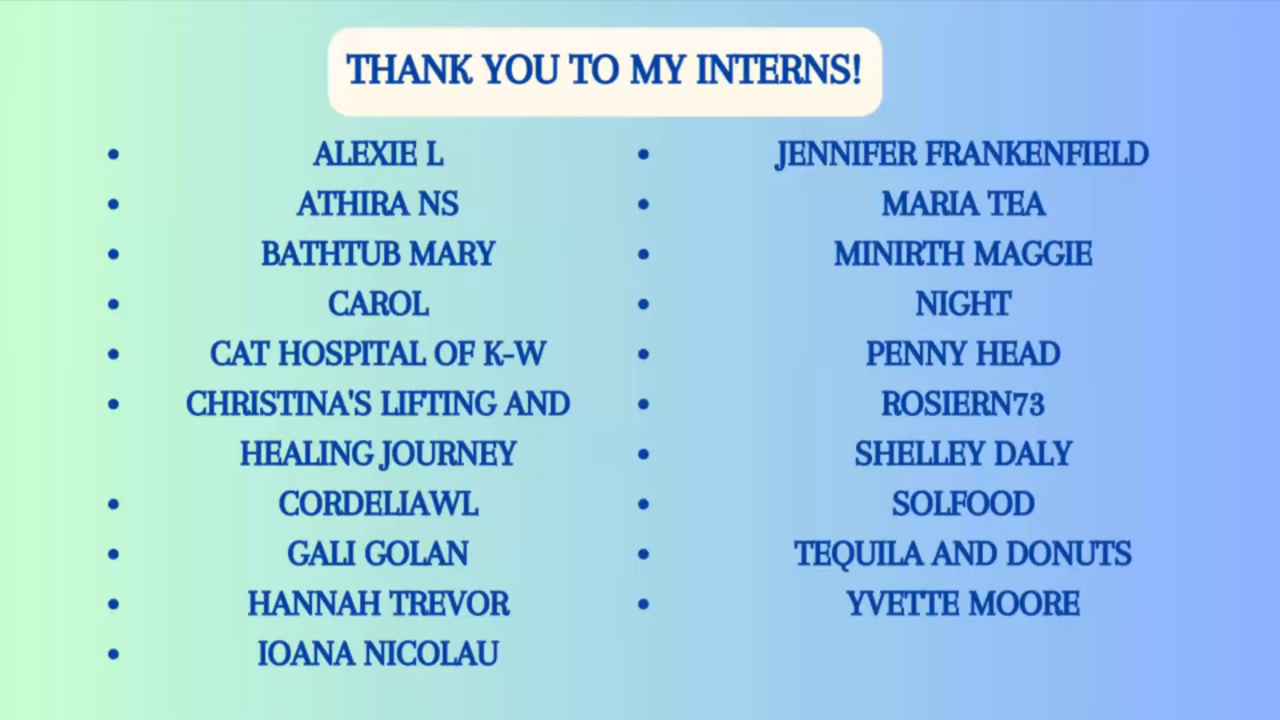 THANK YOU TO MY INTERNS!
ALEXIE L
ATHIRA NS
BATHTUB MARY
CAROL
CAT HOSPITAL OF K-W
CHRISTINA'S LIFTING AND
HEALING JOURNEY
CORDELIAWL
GALI GOLAN
HANNAH TREVOR
IOANA NICOLAU
JENNIFER FRANKENFIELD
MARIA TEA
MINIRTH MAGGIE
NIGHT
PENNY HEAD
ROSIERN73
SHELLEY DALY
SOLFOOD
TEQUILA AND DONUTS
YVETTE MOORE